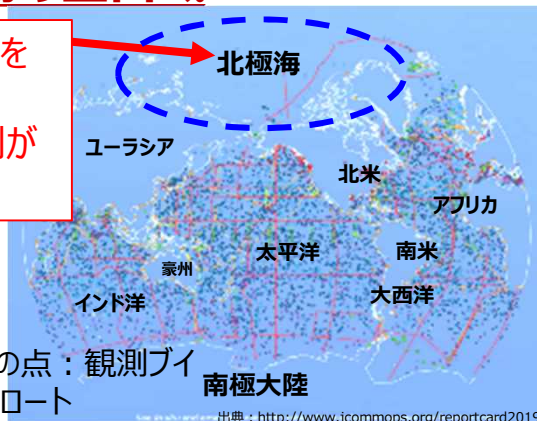 を
北極海
則が
ユーラシア
北米
アフリカ
太平洋
南米
豪州
インド洋
大西洋
の点：観測ブイ
南極大陸
ロート
出典：http://www.jcommops.org/reportcard2019